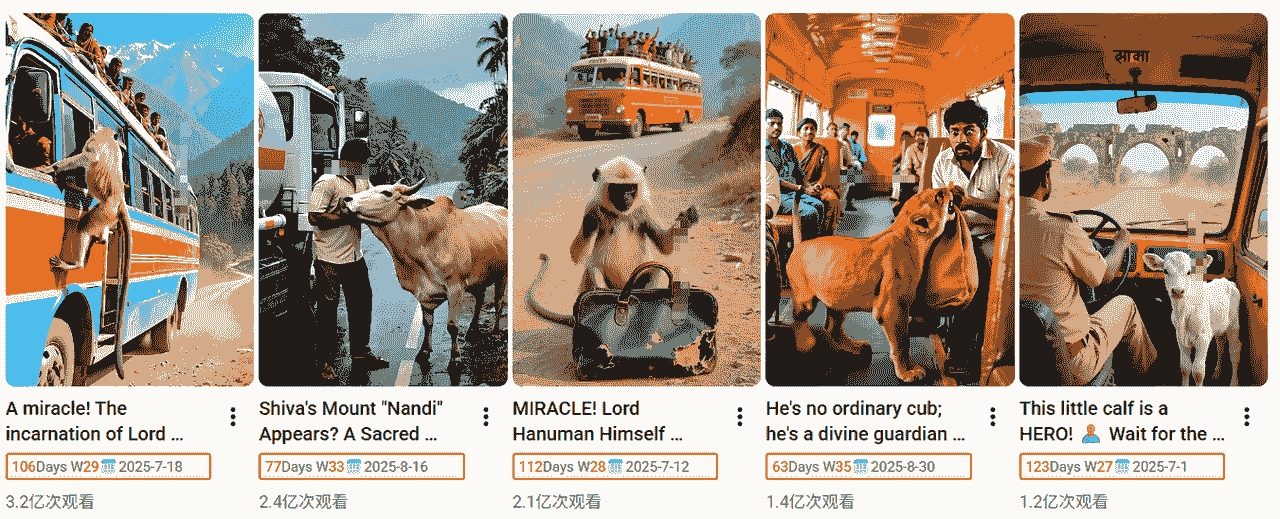 सामा
A miracle! The
incarnation of Lord ...
106Days W29 2025-7-18
3.2亿次观看
Shiva's Mount "Nandi"
Appears? A Sacred ...
77Days W33 2025-8-16
2.4亿次观看
MIRACLE! Lord
Hanuman Himself ...
112Days W28 2025-7-12
2.1亿次观看
He's no ordinary cub;
he's a divine guardian ...
63Days W35 2025-8-30
1.4亿次观看
This little calf is a
HERO! Wait for the ...
123Days W27 2025-7-1
1.2亿次观看